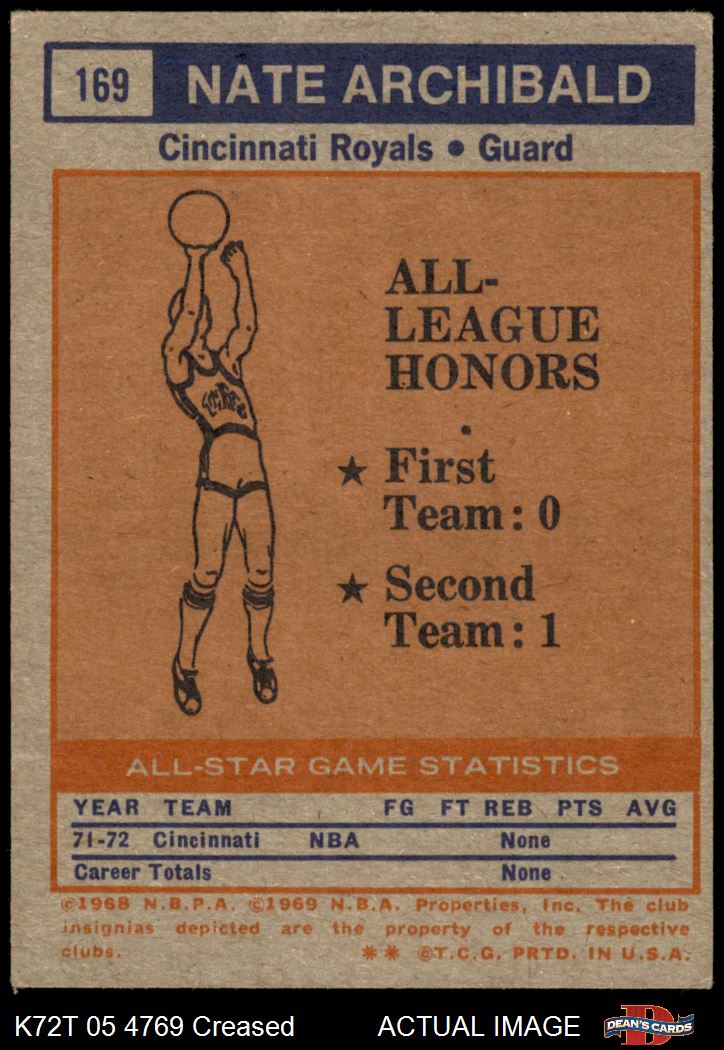 169 NATE ARCHIBALD
Cincinnati Royals • Guard
ALL-
LEAGUE
HONORS
★ First
Team: 0
★ Second
Team: 1
ALL-STAR GAME STATISTICS
YEAR TEAM FG FT REB PTS AVG
71-72 Cincinnati NBA None
Career Totals None
©1968 N.B.P.A. ©1969 N.B.A. Properties, Inc. The club
insignias depicted are the property of the respective
clubs. ** ©T.C.G. PRTD. IN U.S.A.
K72T 05 4769 Creased ACTUAL IMAGE
D
DEAN'S CARDS